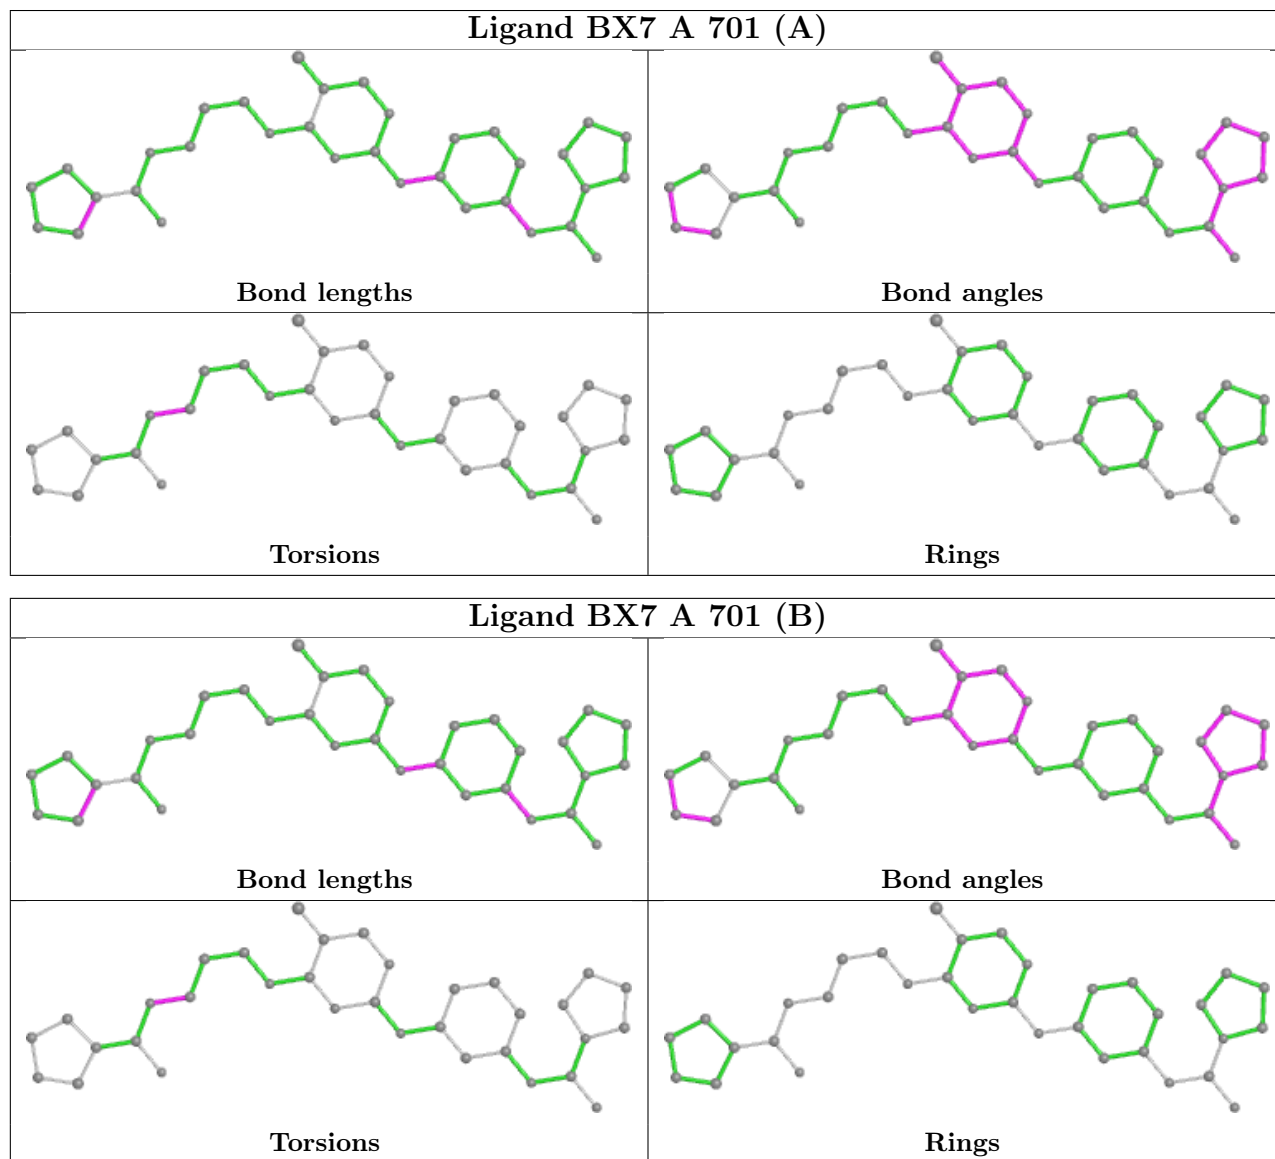 Ligand BX7 A 701 (A)
Bond lengths
Bond angles
Torsions
Rings
Ligand BX7 A 701 (B)
Bond lengths
Bond angles
Torsions
Rings